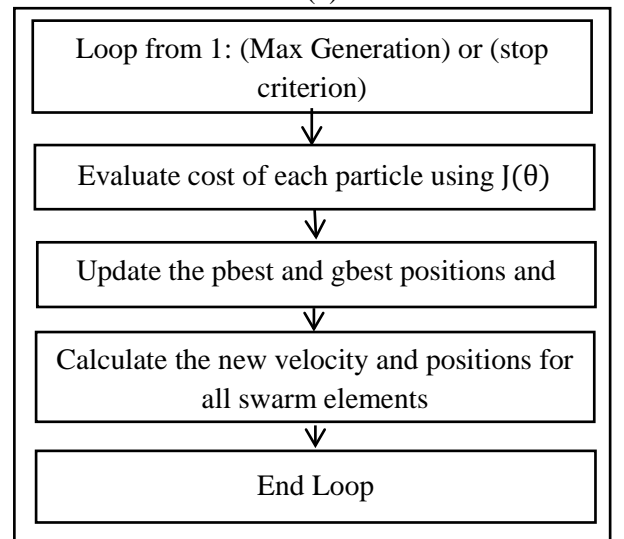 Loop from 1: (Max Generation) or (stop
criterion)
Evaluate cost of each particle using J(θ)
Update the pbest and gbest positions and
Calculate the new velocity and positions for
all swarm elements
End Loop